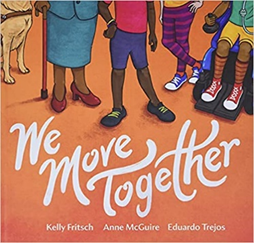 We
Move
Together
Kelly Fritsch Anne McGuire Eduardo Trejos